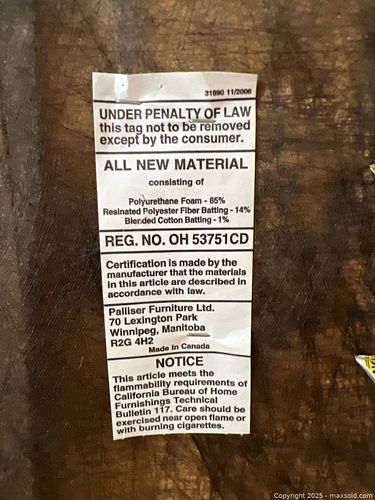 31890 11/2006
UNDER PENALTY OF LAW
this tag not to be removed
except by the consumer.
ALL NEW MATERIAL
consisting of
Polyurethane Foam - 85%
Resinated Polyester Fiber Batting - 14%
Blended Cotton Batting - 1%
REG. NO. OH 53751CD
Certification is made by the
manufacturer that the materials
in this article are described in
accordance with law.
Palliser Furniture Ltd.
70 Lexington Park
Winnipeg, Manitoba
R2G 4H2
Made In Canada
NOTICE
This article meets the
flammability requirements of
California Bureau of Home
Furnishings Technical
Bulletin 117. Care should be
exercised near open flame or
with burning cigarettes.
Copyright 2025 - maxsold.com